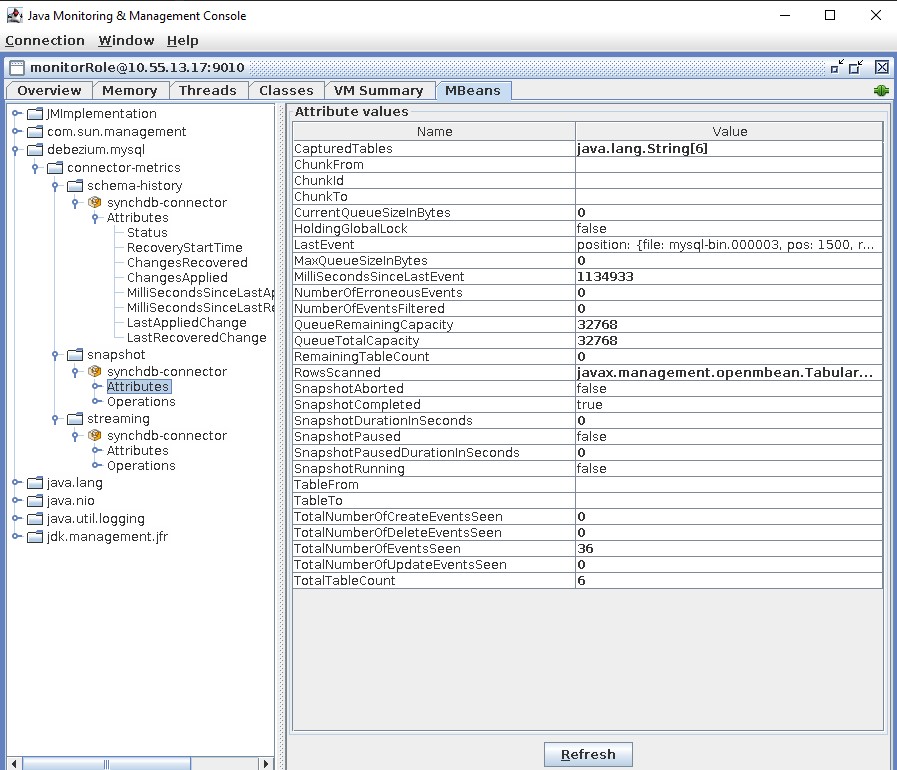 Java Monitoring & Management Console
Connection Window Help
monitorRole@10.55.13.17:9010
Overview Memory Threads Classes VM Summary MBeans
JMImplementation
com.sun.management
debezium.mysql
connector-metrics
schema-history
synchdb-connector
Attributes
Status
RecoveryStartTime
ChangesRecovered
ChangesApplied
MilliSecondsSinceLastAp
MilliSecondsSinceLastRe
LastAppliedChange
LastRecoveredChange
snapshot
synchdb-connector
Attributes
Operations
streaming
synchdb-connector
Attributes
Operations
java.lang
java.nio
java.util.logging
jdk.management.jfr
Attribute values
Name Value
CapturedTables java.lang.String[6]
ChunkFrom
ChunkId
ChunkTo
CurrentQueueSizeInBytes 0
HoldingGlobalLock false
LastEvent position: {file: mysql-bin.000003, pos: 1500, r...
MaxQueueSizeInBytes 0
MilliSecondsSinceLastEvent 1134933
NumberOfErroneousEvents 0
NumberOfEventsFiltered 0
QueueRemainingCapacity 32768
QueueTotalCapacity 32768
RemainingTableCount 0
RowsScanned javax.management.openmbean.Tabular...
SnapshotAborted false
SnapshotCompleted true
SnapshotDurationInSeconds 0
SnapshotPaused false
SnapshotPausedDurationInSeconds 0
SnapshotRunning false
TableFrom
TableTo
TotalNumberOfCreateEventsSeen 0
TotalNumberOfDeleteEventsSeen 0
TotalNumberOfEventsSeen 36
TotalNumberOfUpdateEventsSeen 0
TotalTableCount 6
Refresh